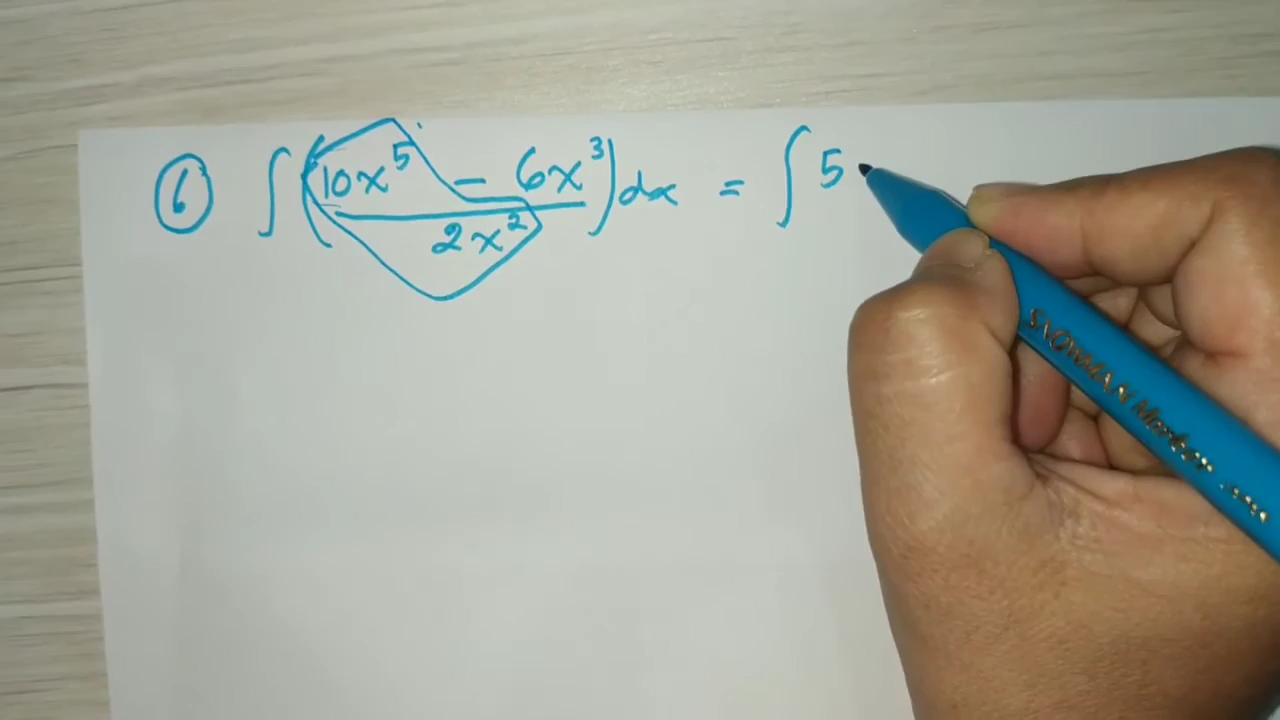 ⑥ ∫(10x⁵ - 6x³ / 2x²)dx = ∫ 5
SNOWMAN Marker